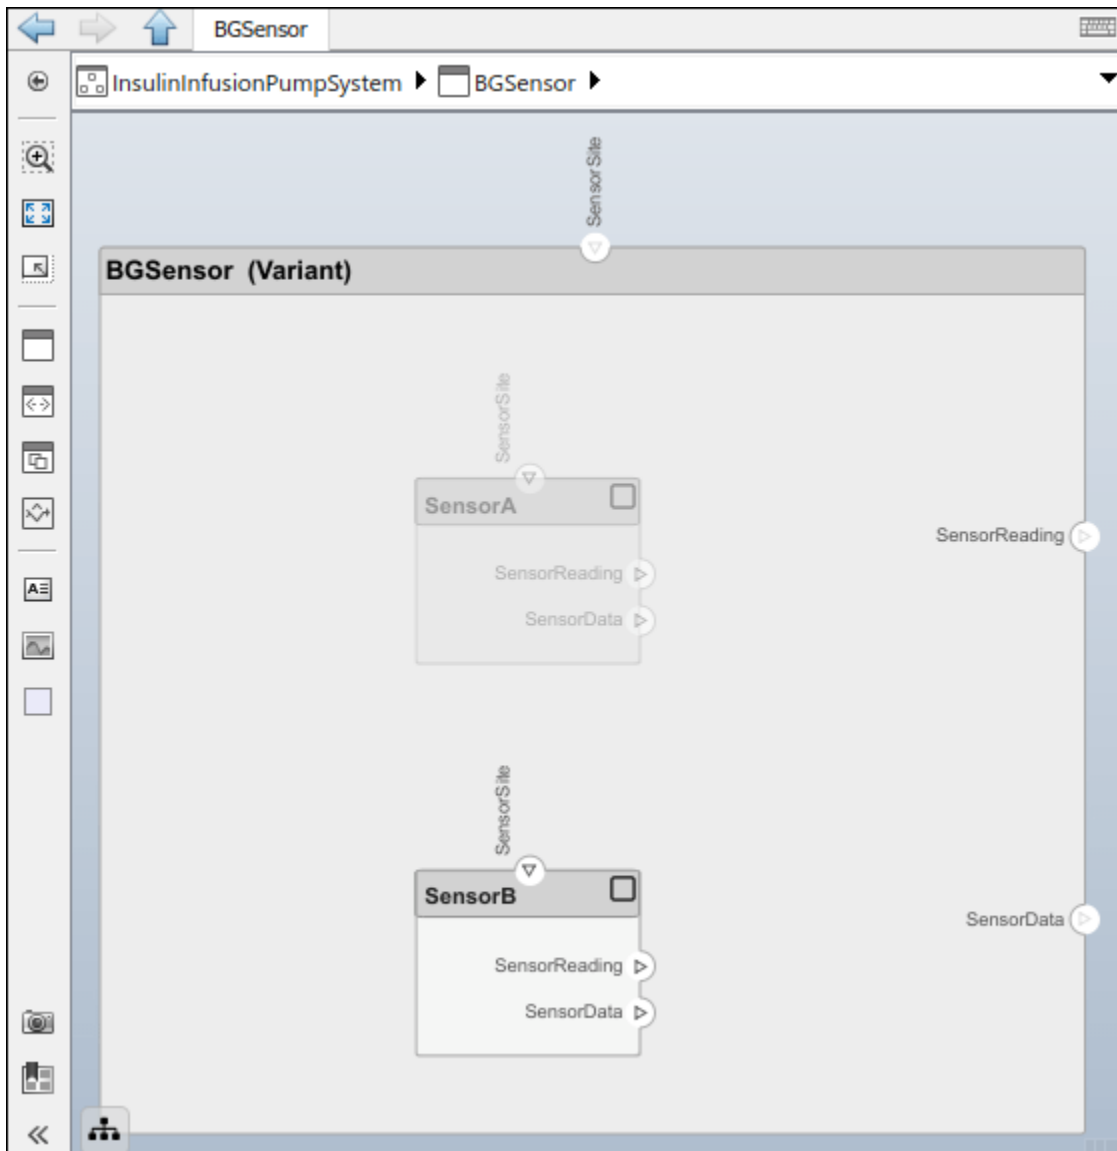 BGSensor
InsulinInfusionPumpSystem ▶ BGSensor ▶
SensorSite
BGSensor (Variant)
SensorSite
SensorA
SensorReading
SensorData
SensorReading
SensorSite
SensorB
SensorReading
SensorData
SensorData